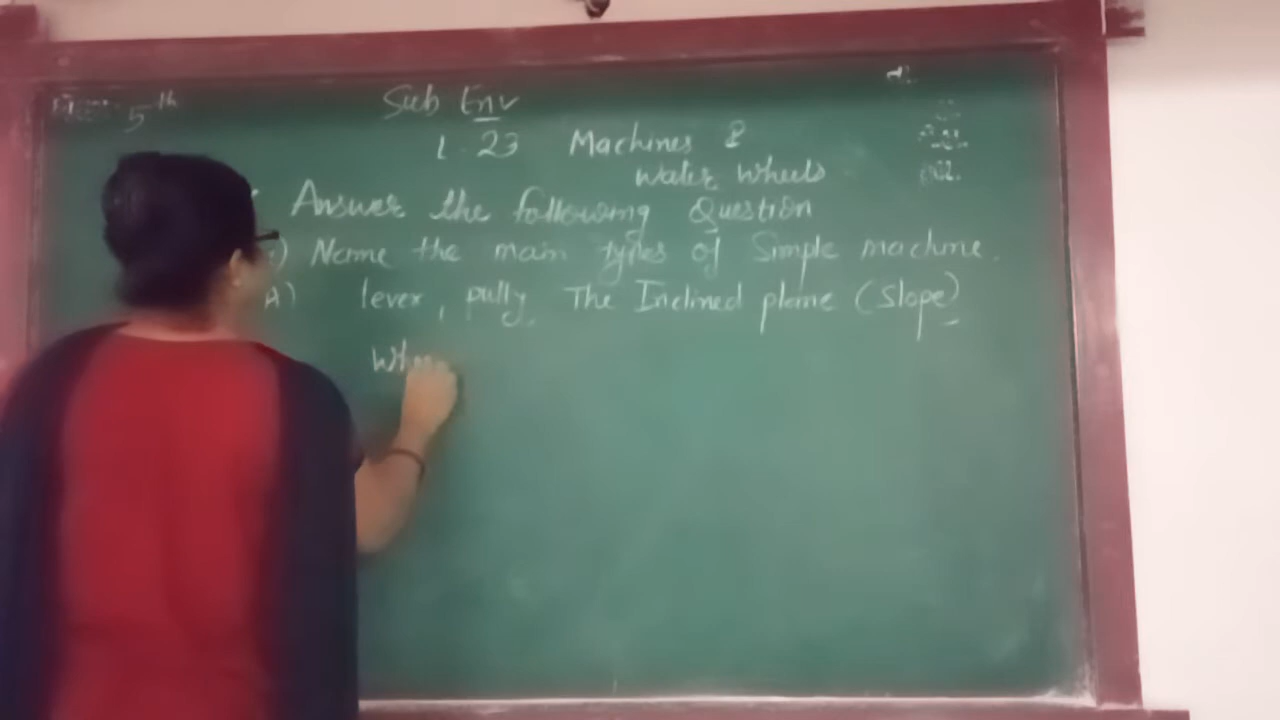 5th
Sub Env
L-23 Machines &
Water Wheels
Answer the following Question
) Name the main types of Simple machine.
A) lever, pully, The Inclined plane (Slope)
Whe